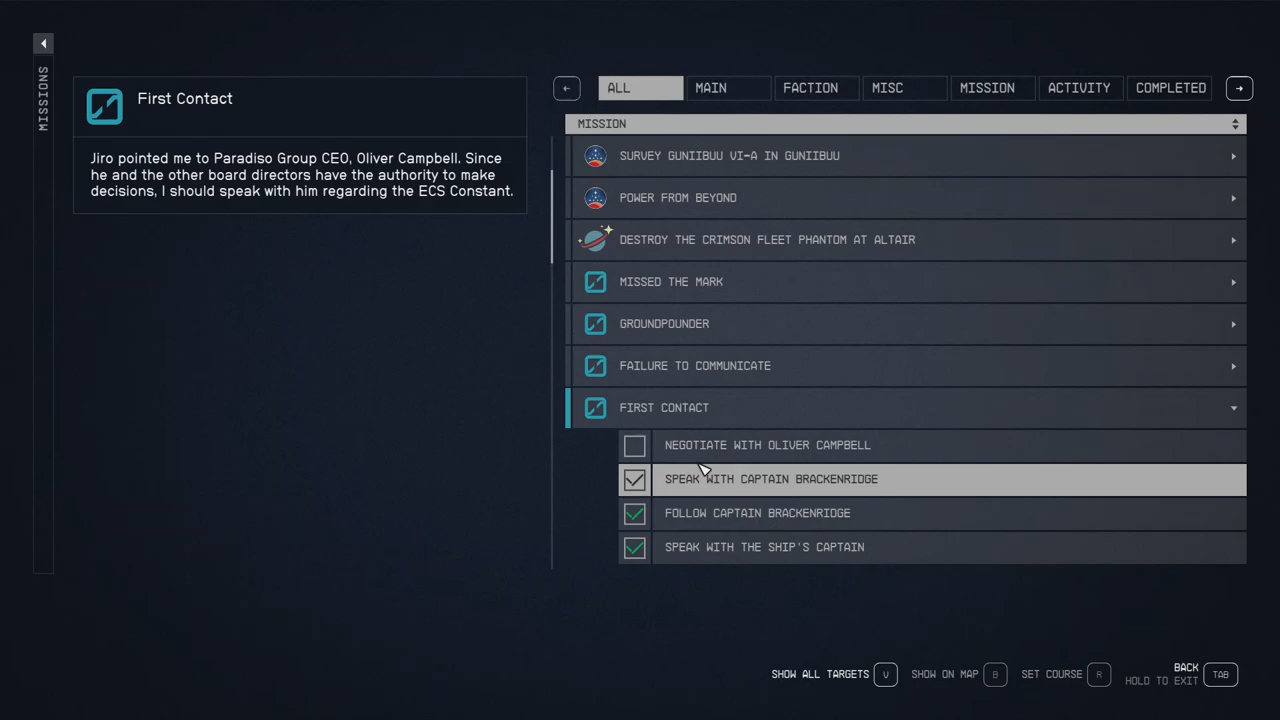 MISSIONS
First Contact
Jiro pointed me to Paradiso Group CEO, Oliver Campbell. Since
he and the other board directors have the authority to make
decisions, I should speak with him regarding the ECS Constant.
ALL MAIN FACTION MISC MISSION ACTIVITY COMPLETED
MISSION
SURVEY GUNIIBUU VI-A IN GUNIIBUU
POWER FROM BEYOND
DESTROY THE CRIMSON FLEET PHANTOM AT ALTAIR
MISSED THE MARK
GROUNDPOUNDER
FAILURE TO COMMUNICATE
FIRST CONTACT
NEGOTIATE WITH OLIVER CAMPBELL
SPEAK WITH CAPTAIN BRACKENRIDGE
FOLLOW CAPTAIN BRACKENRIDGE
SPEAK WITH THE SHIP'S CAPTAIN
SHOW ALL TARGETS V SHOW ON MAP B SET COURSE R BACK TAB
HOLD TO EXIT